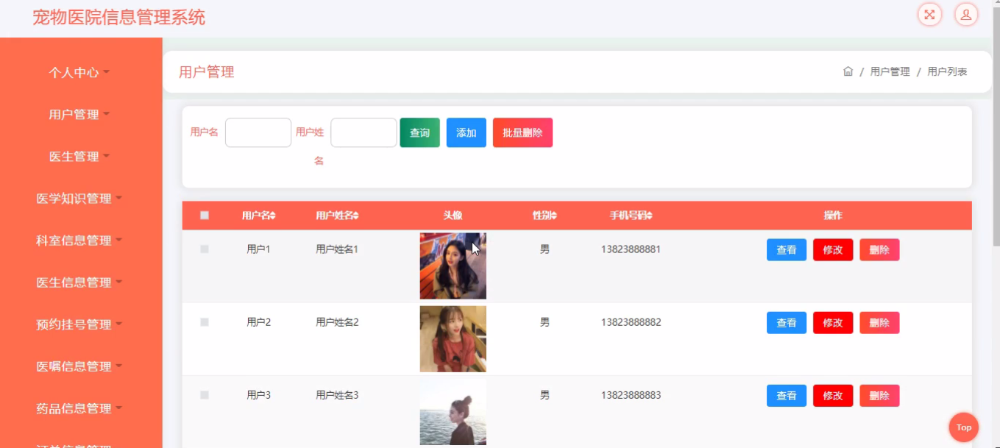 宠物医院信息管理系统
个人中心
用户管理
医生管理
医学知识管理
科室信息管理
医生信息管理
预约挂号管理
医嘱信息管理
药品信息管理
用户管理
/ 用户管理 / 用户列表
用户名 用户姓名 查询 添加 批量删除
用户名 用户姓名 头像 性别 手机号码 操作
用户1 用户姓名1 男 13823888881 查看 修改 删除
用户2 用户姓名2 男 13823888882 查看 修改 删除
用户3 用户姓名3 男 13823888883 查看 修改 删除
Top